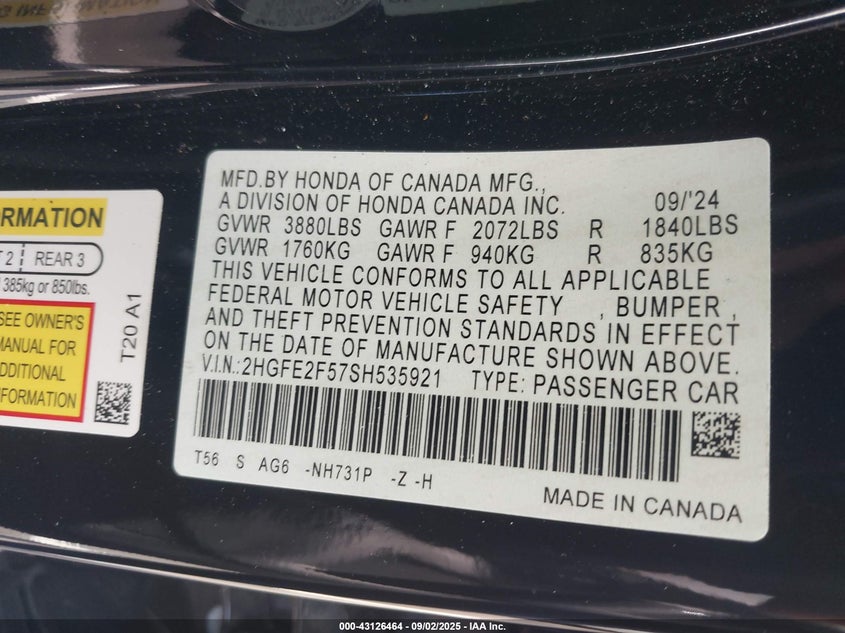 ORMATION
2 REAR 3
385kg or 850lbs.
SEE OWNER'S
MANUAL FOR
ADDITIONAL
INFORMATION
T20 A1
MFD.BY HONDA OF CANADA MFG.,
A DIVISION OF HONDA CANADA INC. 09/'24
GVWR 3880LBS GAWR F 2072LBS R 1840LBS
GVWR 1760KG GAWR F 940KG R 835KG
THIS VEHICLE CONFORMS TO ALL APPLICABLE
FEDERAL MOTOR VEHICLE SAFETY , BUMPER ,
AND THEFT PREVENTION STANDARDS IN EFFECT
ON THE DATE OF MANUFACTURE SHOWN ABOVE.
V.I.N.:2HGFE2F57SH535921 TYPE: PASSENGER CAR
T56 S AG6 -NH731P -Z -H
MADE IN CANADA
000-43126464 - 09/02/2025 - IAA Inc.